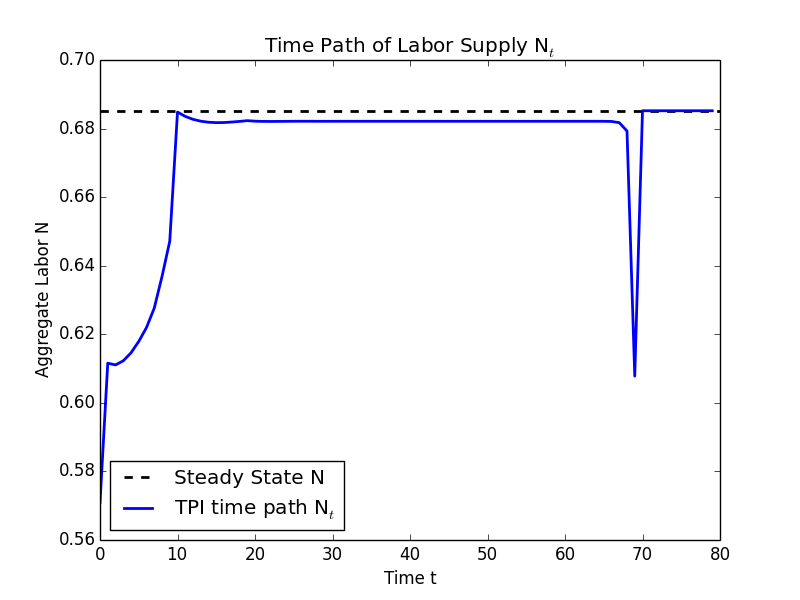 Time Path of Labor Supply Nₜ
0.70
0.68
0.66
0.64
0.62
0.60
0.58
0.56
Aggregate Labor N
Steady State N
TPI time path Nₜ
0 10 20 30 40 50 60 70 80
Time t